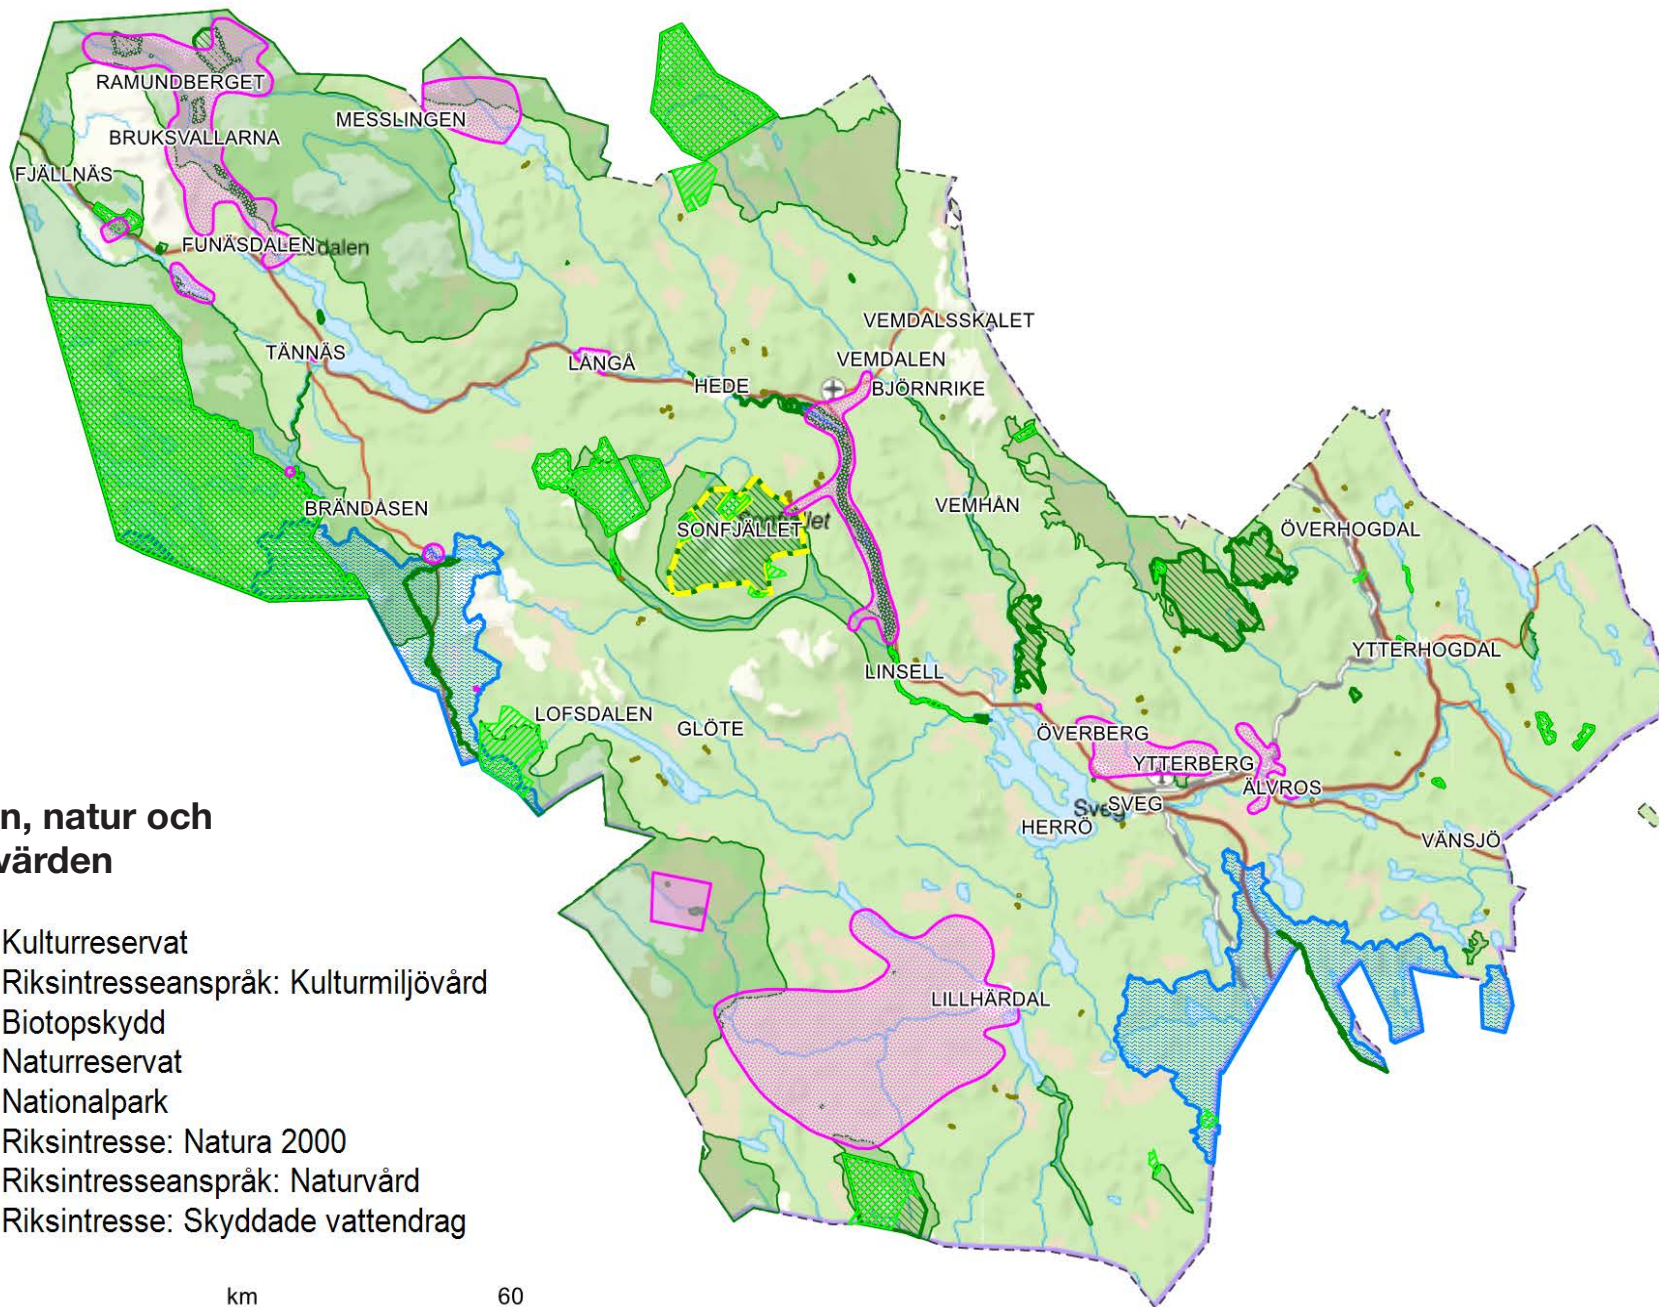 RAMUNDBERGET
MESSLINGEN
BRUKSVALLARNA
FJÄLLNÄS
FUNÄSDALEN dalen
VEMDALSSKALET
TÄNNÄS
VEMDALEN
LÅNGÅ
HEDE
BJÖRNRIKE
BRÄNDÅSEN
VEMHÅN
SONFJÄLLET
ÖVERHOGDAL
YTTERHOGDAL
LINSELL
LOFSDALEN
GLÖTE
ÖVERBERG
YTTERBERG
ÄLVROS
Sveg SVEG
HERRÖ
VÄNSJÖ
n, natur och
värden
Kulturreservat
Riksintresseanspråk: Kulturmiljövård
LILLHÄRDAL
Biotopskydd
Naturreservat
Nationalpark
Riksintresse: Natura 2000
Riksintresseanspråk: Naturvård
Riksintresse: Skyddade vattendrag
km 60